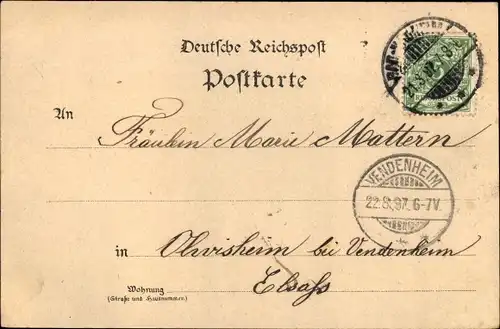 Deutsche Reichspost
Postkarte
An
Fräulein Marie Mattern
VENDENHEIM
22.8.97. 6-7V.
in Olwisheim bei Vendenheim
Elsaß
Wohnung
(Straße und Hausnummer)